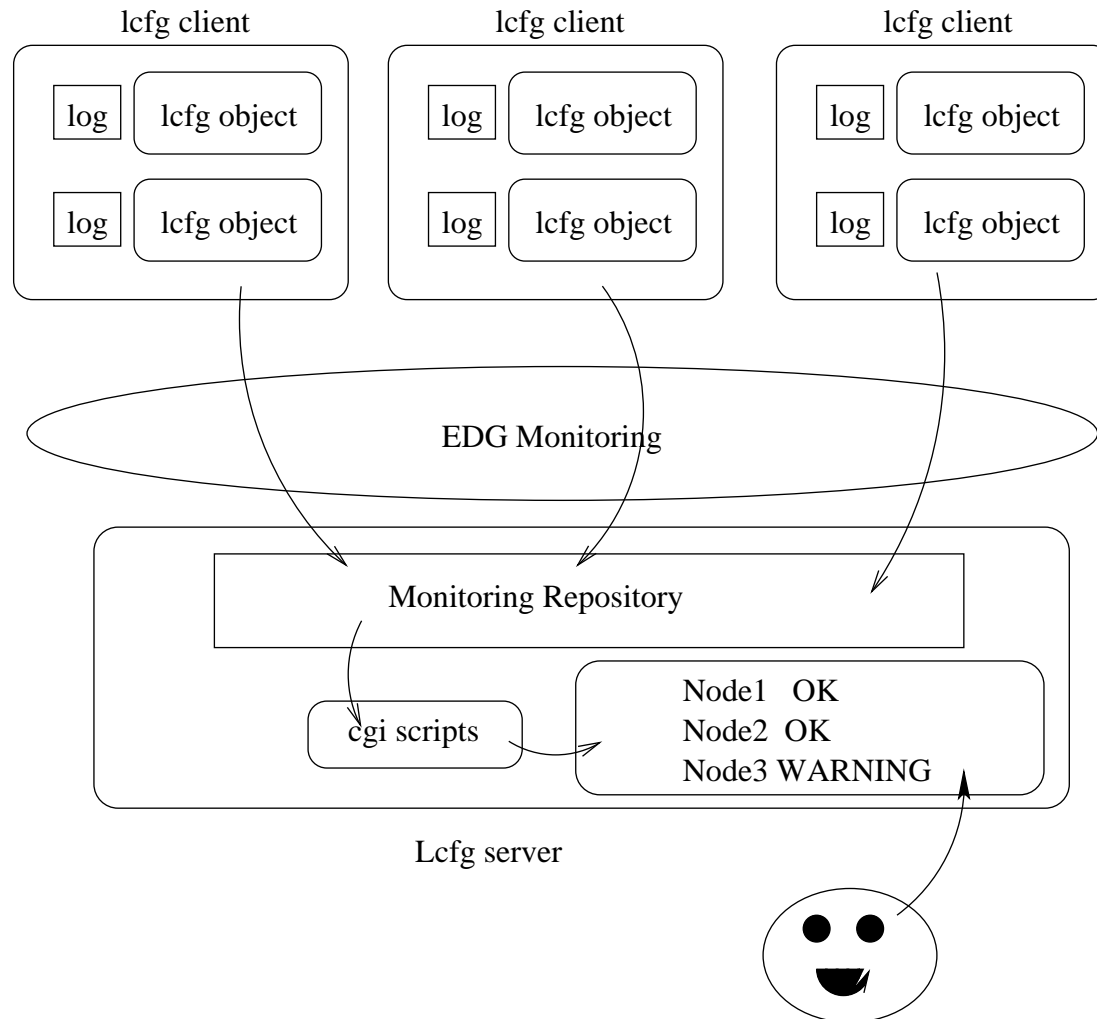 lcfg client lcfg client lcfg client
log lcfg object log lcfg object log lcfg object
log lcfg object log lcfg object log lcfg object
EDG Monitoring
Monitoring Repository
Node1 OK
cgi scripts Node2 OK
Node3 WARNING
Lcfg server